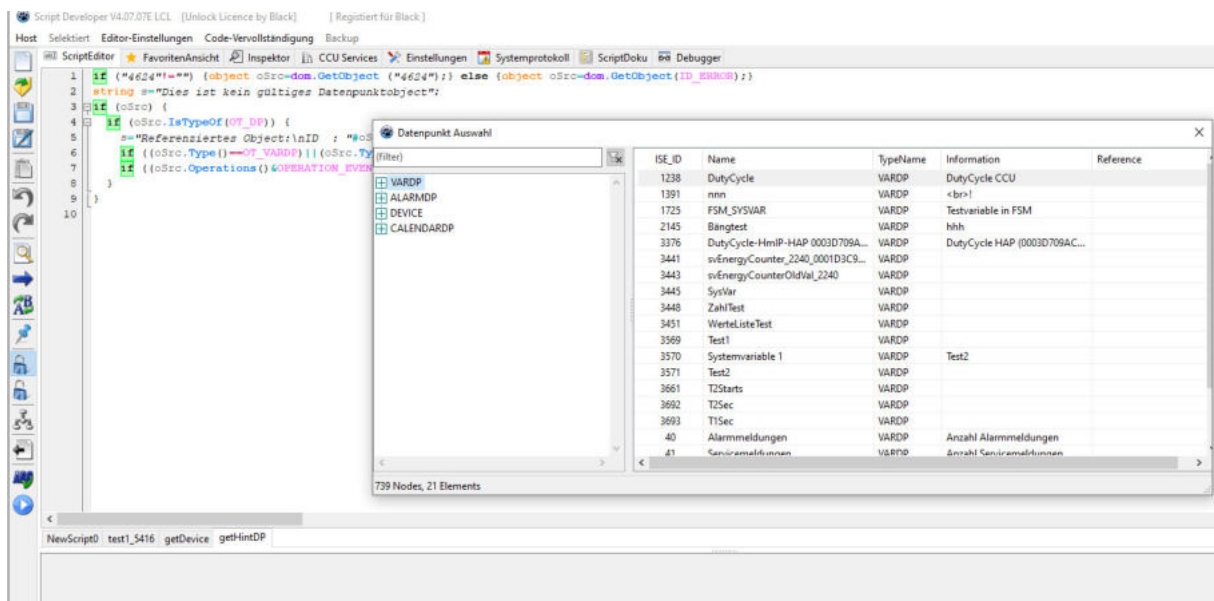 Script Developer V4.07.07E LCL [Unlock Licence by Black] [ Registiert für Black ]
Host Selektiert Editor-Einstellungen Code-Vervollständigung Backup
ScriptEditor FavoritenAnsicht Inspektor CCU Services Einstellungen Systemprotokoll ScriptDoku Debugger
1 if ("4624"!="") {object oSrc=dom.GetObject ("4624");} else {object oSrc=dom.GetObject(ID_ERROR);}
2 string s="Dies ist kein gültiges Datenpunktobject";
3 if (oSrc) {
4 if (oSrc.IsTypeOf(OT_DP)) {
5 s="Referenziertes Object:\nID : "#oS
6 if ((oSrc.Type()==OT_VARDP)||(oSrc.Ty
7 if ((oSrc.Operations()&OPERATION_EVEN
8 }
9 }
10
Datenpunkt Auswahl
(filter)
VARDP
ALARMDP
DEVICE
CALENDARDP
ISE_ID Name TypeName Information Reference
1238 DutyCycle VARDP DutyCycle CCU
1391 nnn VARDP <br>!
1725 FSM_SYSVAR VARDP Testvariable in FSM
2145 Bängtest VARDP hhh
3376 DutyCycle-HmIP-HAP 0003D709A... VARDP DutyCycle HAP (0003D709AC...
3441 svEnergyCounter_2240_0001D3C9... VARDP
3443 svEnergyCounterOldVal_2240 VARDP
3445 SysVar VARDP
3448 ZahlTest VARDP
3451 WerteListeTest VARDP
3569 Test1 VARDP
3570 Systemvariable 1 VARDP Test2
3571 Test2 VARDP
3661 T2Starts VARDP
3692 T2Sec VARDP
3693 T1Sec VARDP
40 Alarmmeldungen VARDP Anzahl Alarmmeldungen
41 Servicemeldungen VARDP Anzahl Servicemeldungen
739 Nodes, 21 Elements
NewScript0 test1_5416 getDevice getHintDP